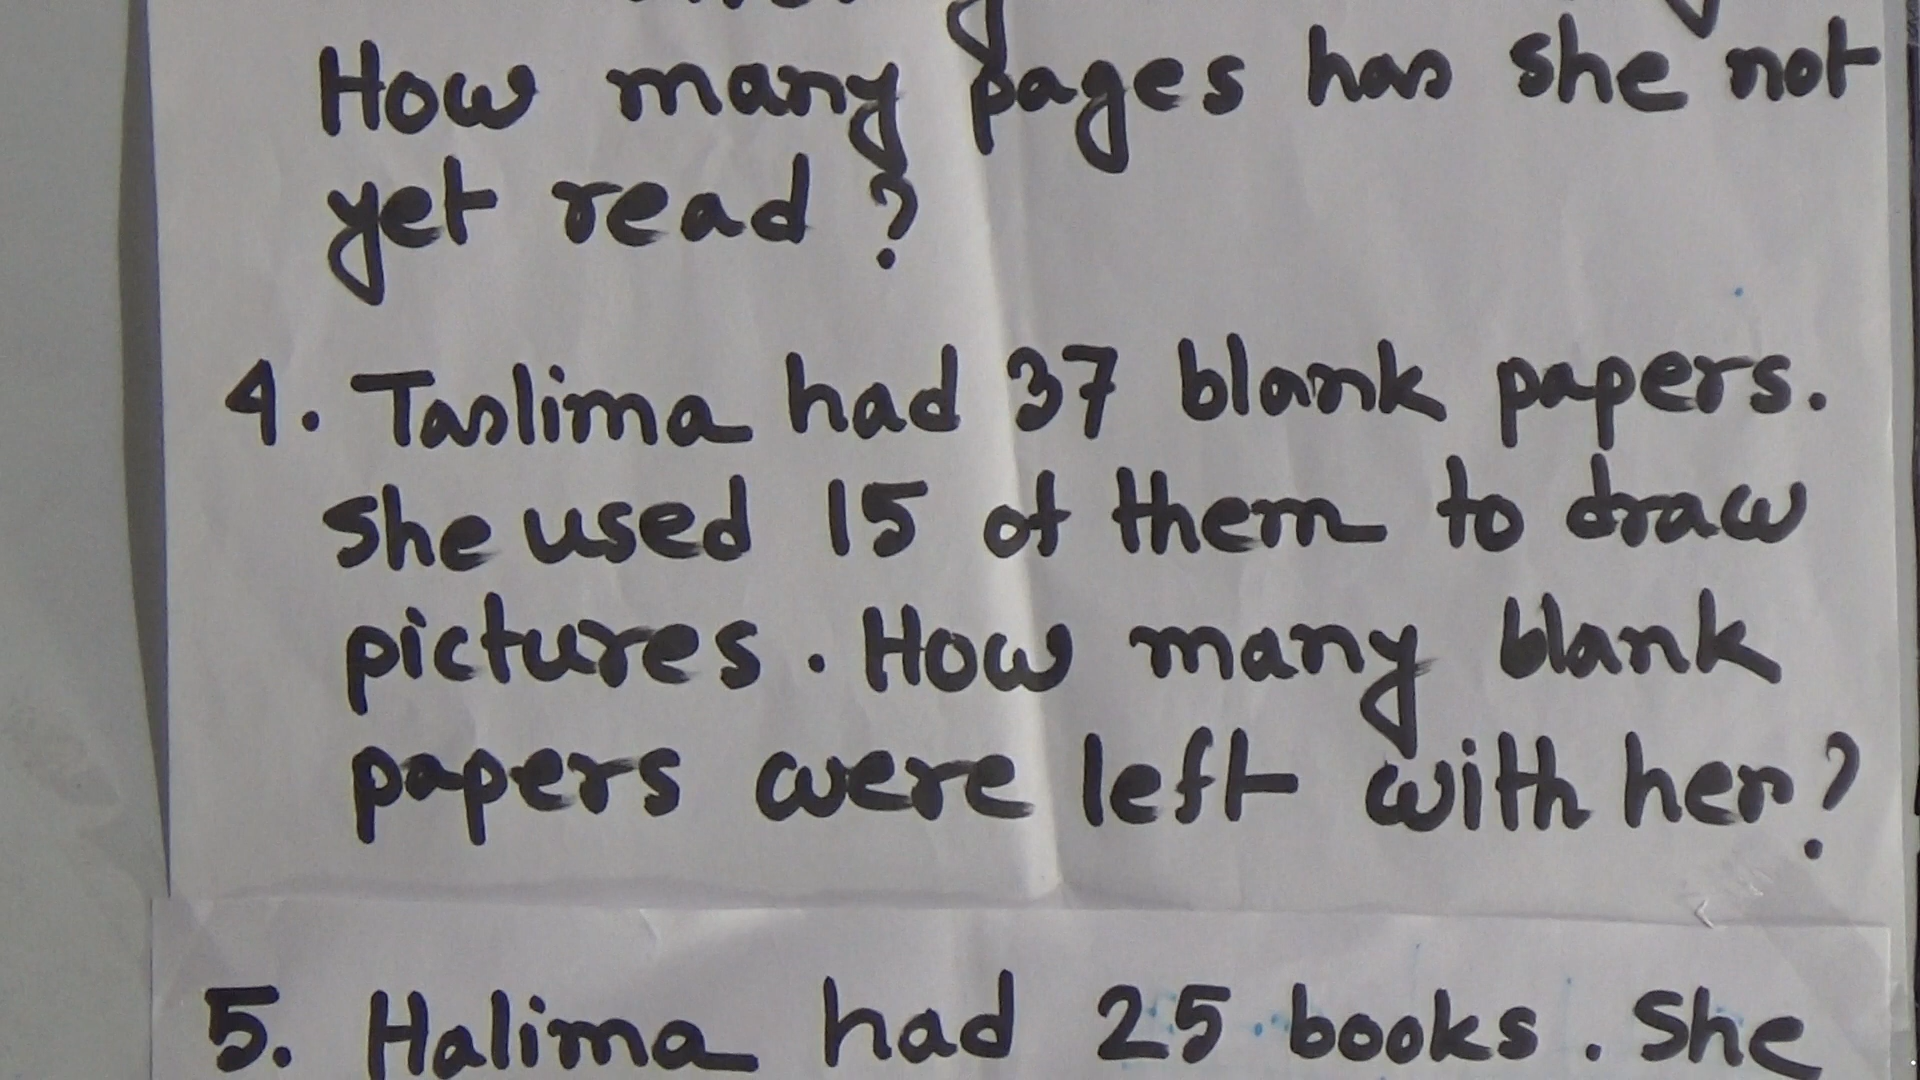 How many pages has she not
yet read ?
4. Taslima had 37 blank papers.
She used 15 of them to draw
pictures. How many blank
papers were left with her?
5. Halima had 25 books. She